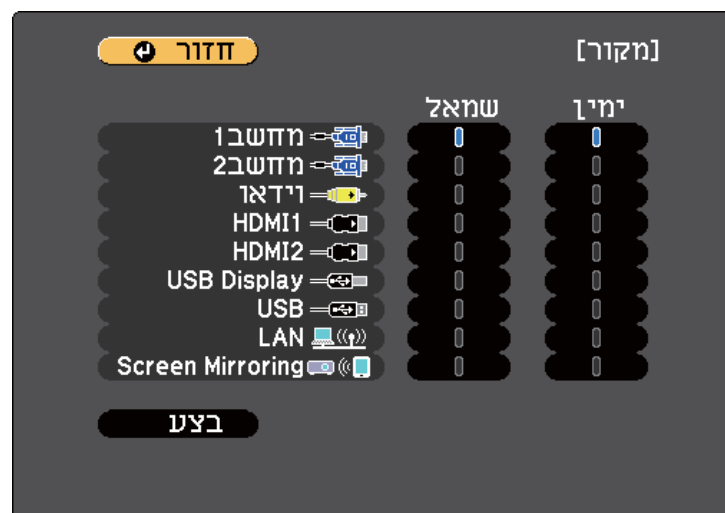 [מקור]
חזור
ימין שמאל
מחשב1
מחשב2
וידאו
HDMI1
HDMI2
USB Display
USB
LAN
Screen Mirroring
בצע